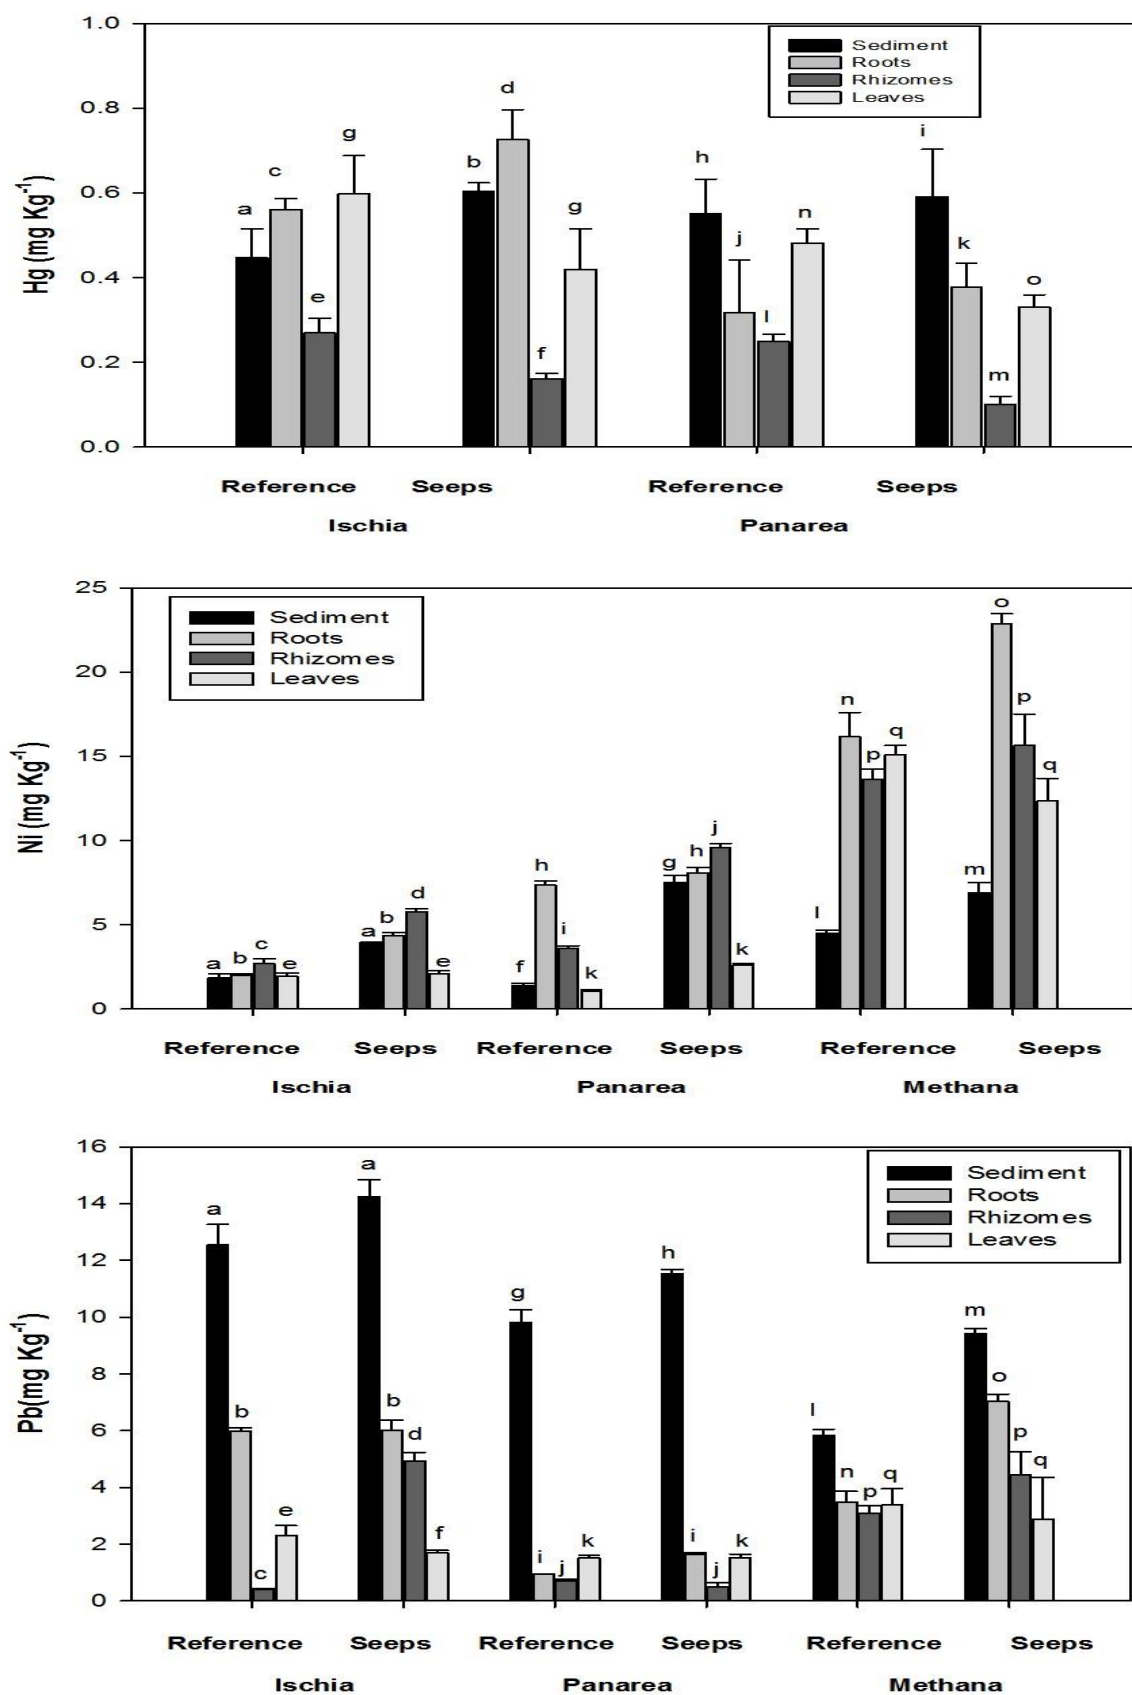 1.0
Sediment
Roots
Rhizomes
Leaves
0.8
d
i
g
h
c
b
0.6
a
g
n
j
k
Hg (mg Kg-1)
0.4
e
l
o
f
m
0.2
0.0
Reference Seeps Reference Seeps
Ischia Panarea
25
Sediment
Roots
Rhizomes
Leaves
o
20
n
p
q
p
q
15
Ni (mg Kg-1)
10
j
h
g h
m
i
l
d
5
a b
k
a b c e
e
f
k
0
Reference Seeps Reference Seeps Reference Seeps
Ischia Panarea Methana
16
Sediment
Roots
Rhizomes
Leaves
a
14
a
12
h
g
10
m
8
Pb(mg Kg-1)
o
b
b
l
6
d
p
n
p
q
q
4
e
f
2
c
i
j
k
i
j
k
0
Reference Seeps Reference Seeps Reference Seeps
Ischia Panarea Methana